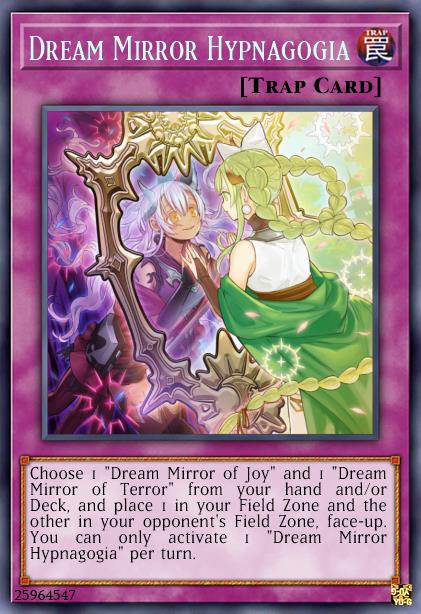 DREAM MIRROR HYPNAGOGIA
TRAP
罠
[TRAP CARD]
Choose 1 "Dream Mirror of Joy" and 1 "Dream
Mirror of Terror" from your hand and/or
Deck, and place 1 in your Field Zone and the
other in your opponent's Field Zone, face-up.
You can only activate 1 "Dream Mirror
Hypnagogia" per turn.
25964547